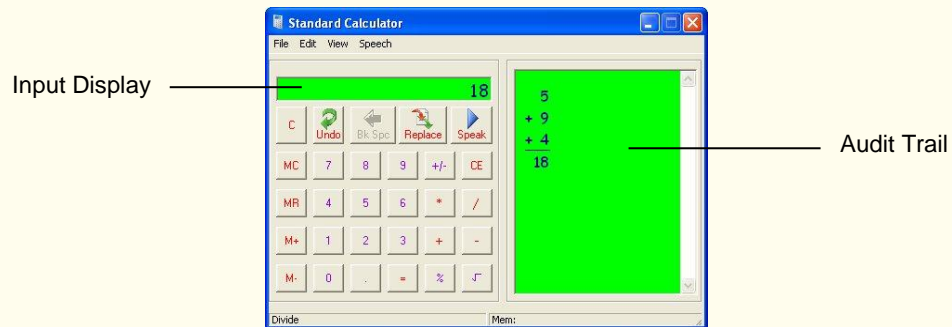 Standard Calculator
File Edit View Speech
Input Display
18
C Undo Bk Spc Replace Speak
MC 7 8 9 +/- CE
MR 4 5 6 * /
M+ 1 2 3 + -
M- 0 . = % √
5
+ 9
+ 4
18
Audit Trail
Divide Mem: